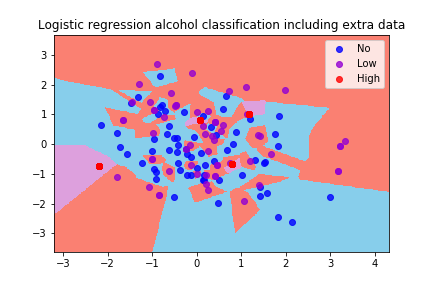 Logistic regression alcohol classification including extra data
No
Low
High
3
2
1
0
−1
−2
−3
−3 −2 −1 0 1 2 3 4